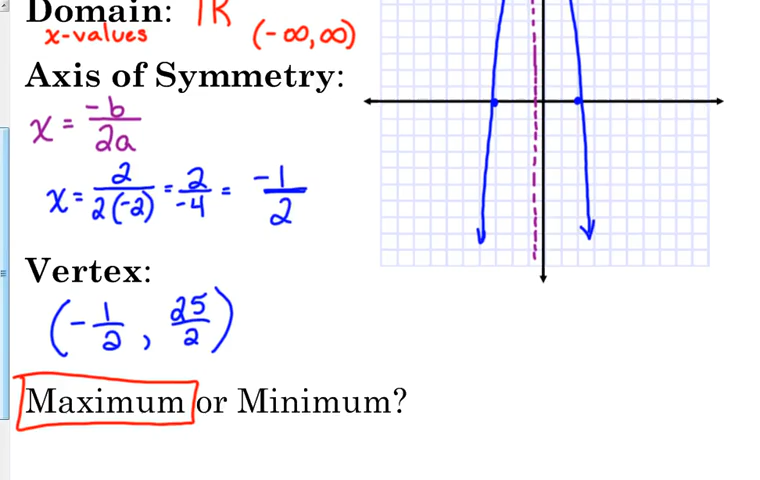 Domain: ℝ
x-values (-∞,∞)
Axis of Symmetry:
x = -b/2a
x = 2/2(-2) = 2/-4 = -1/2
Vertex:
(-1/2, 25/2)
Maximum or Minimum?